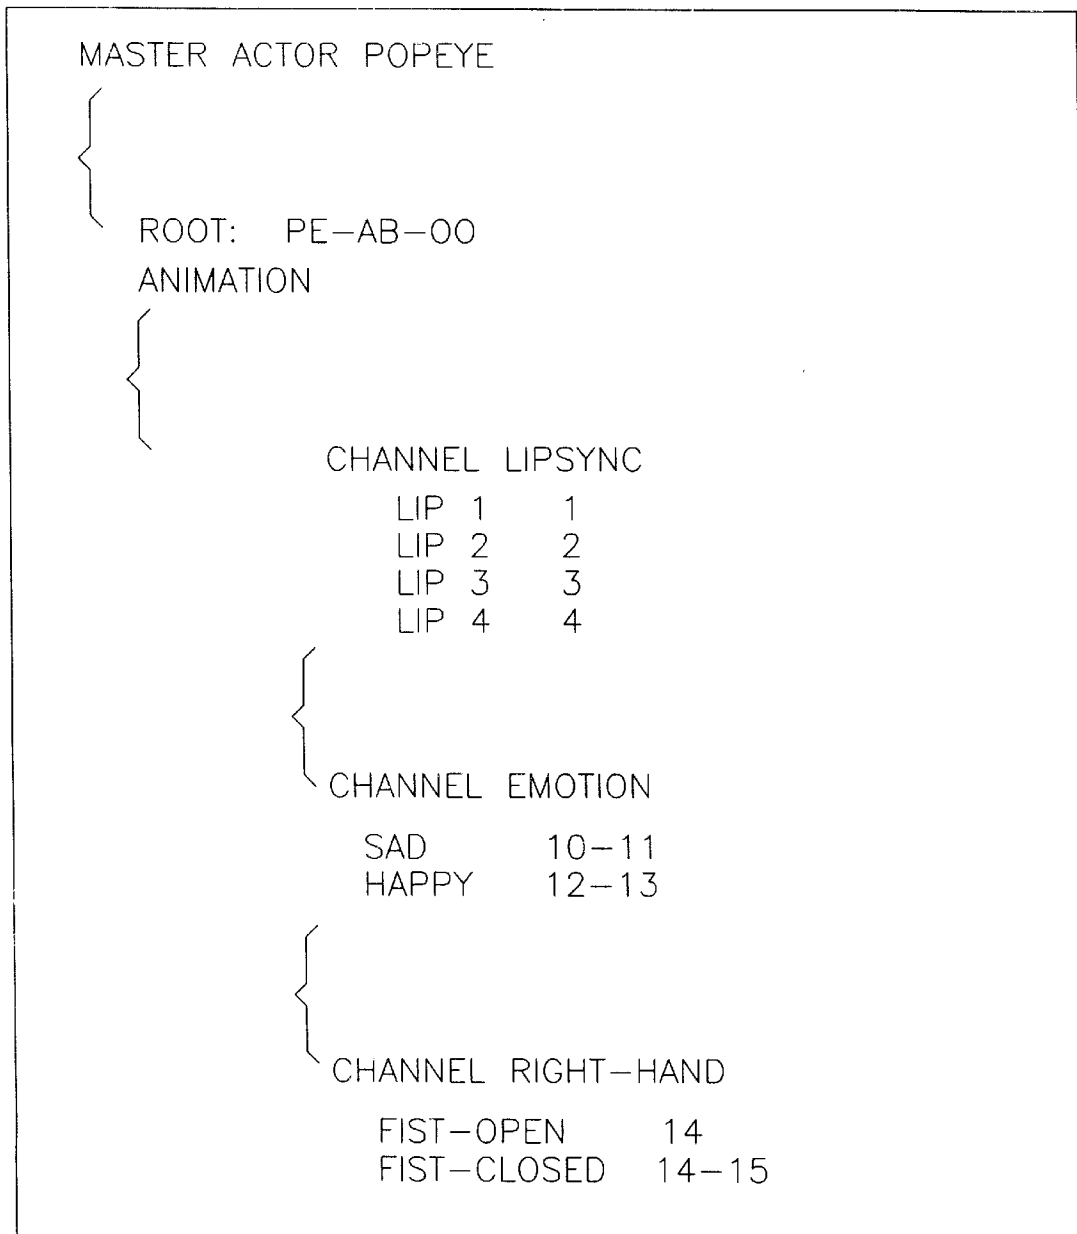 MASTER ACTOR POPEYE
ROOT: PE-AB-00
ANIMATION
CHANNEL LIPSYNC
LIP 1 1
LIP 2 2
LIP 3 3
LIP 4 4
CHANNEL EMOTION
SAD 10-11
HAPPY 12-13
CHANNEL RIGHT-HAND
FIST-OPEN 14
FIST-CLOSED 14-15